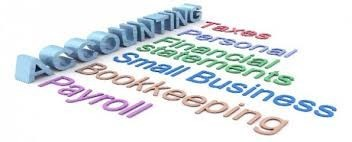 ACCOUNTING
Taxes
Personal
Financial
statements
Small Business
Bookkeeping
Payroll